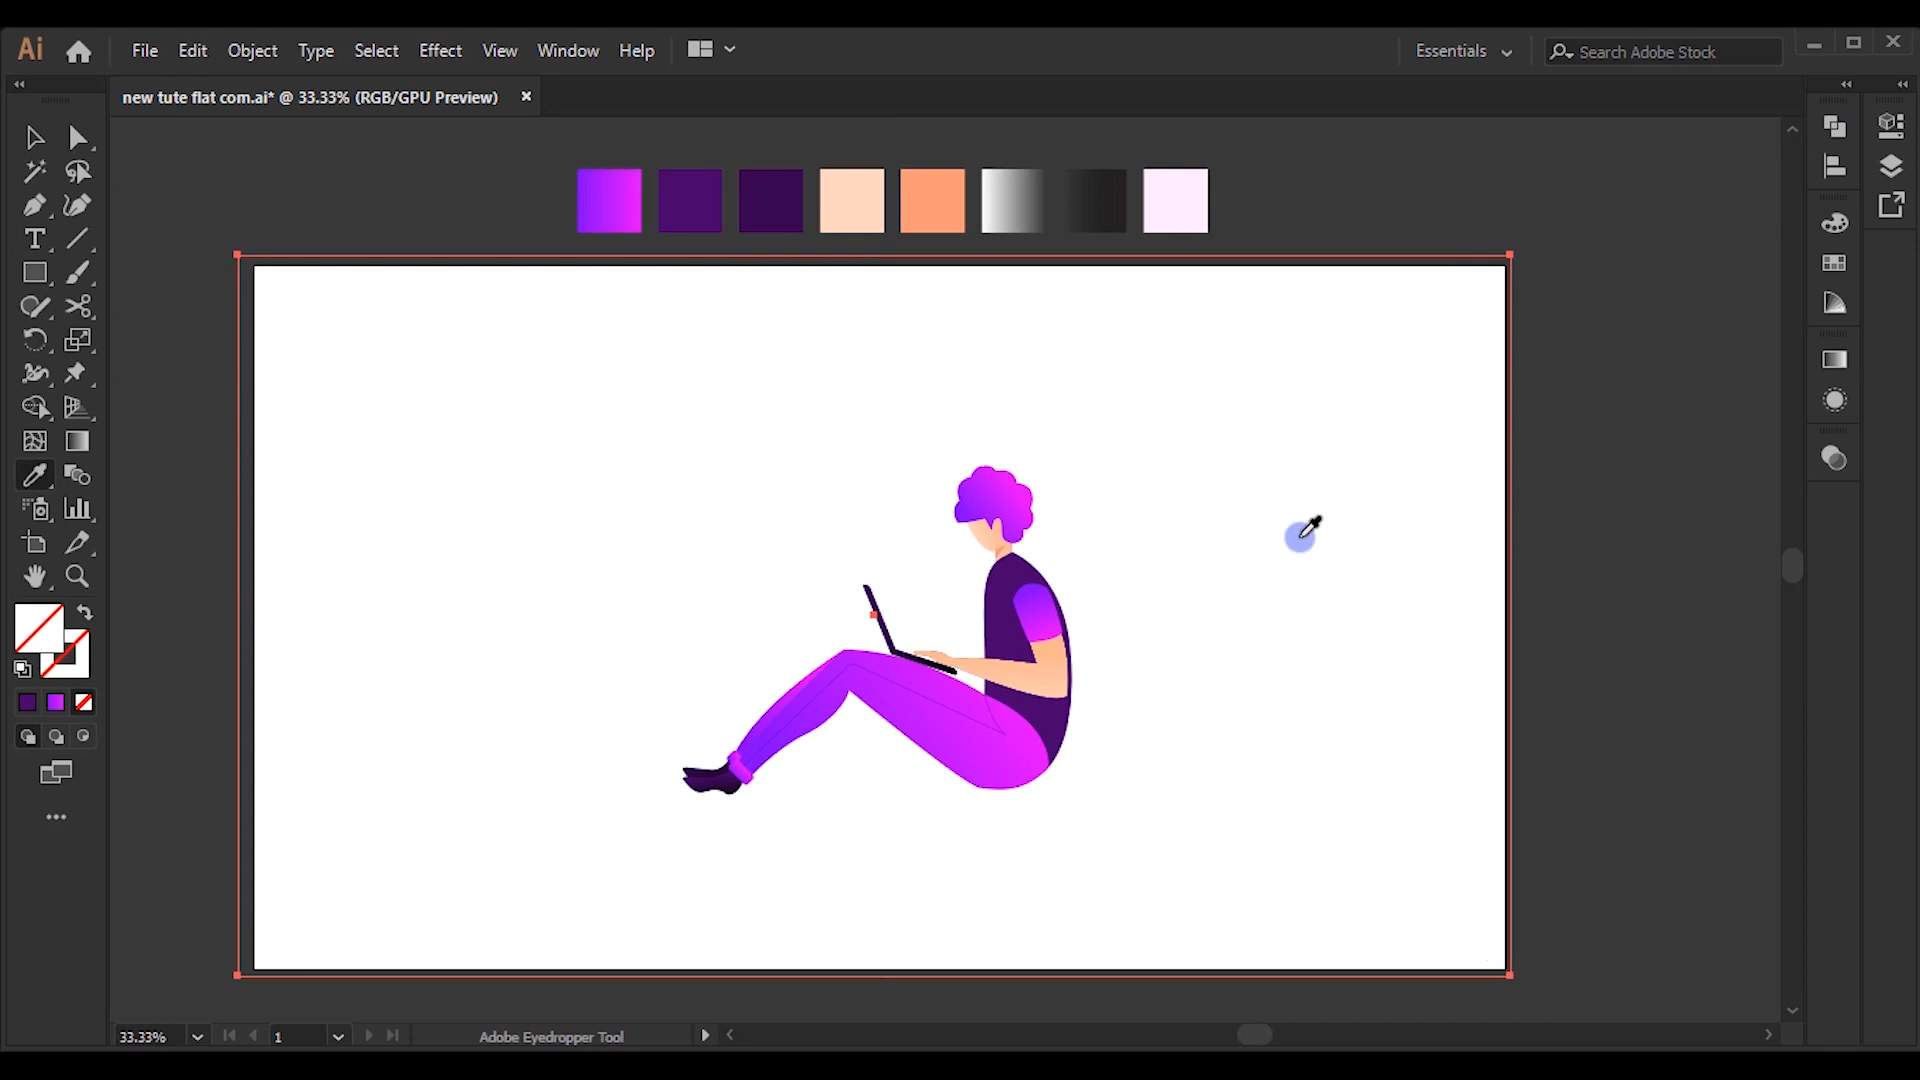 Ai File Edit Object Type Select Effect View Window Help Essentials Search Adobe Stock
new tute flat com.ai* @ 33.33% (RGB/GPU Preview)
33.33% 1 Adobe Eyedropper Tool